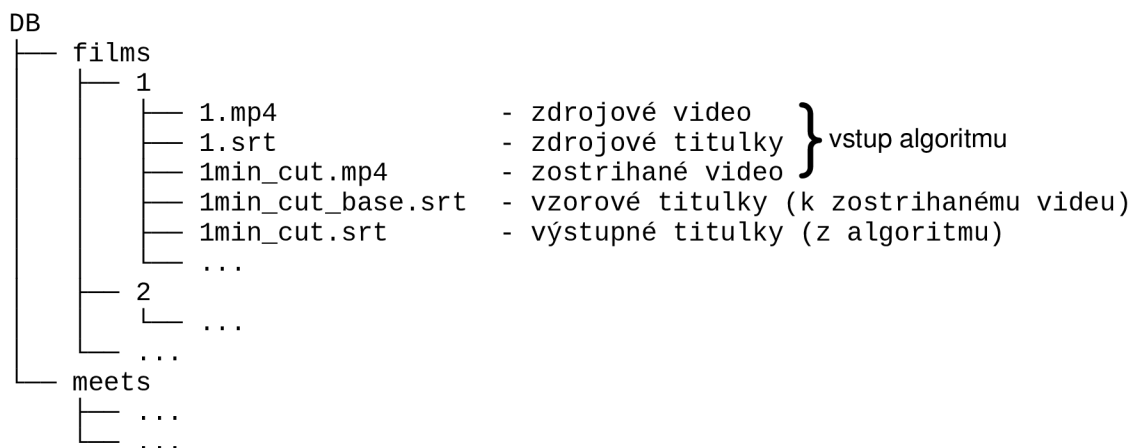 DB
films
1
1.mp4 - zdrojové video
1.srt - zdrojové titulky } vstup algoritmu
1min_cut.mp4 - zostrihané video
1min_cut_base.srt - vzorové titulky (k zostrihanému videu)
1min_cut.srt - výstupné titulky (z algoritmu)
...
2
...
...
meets
...
...